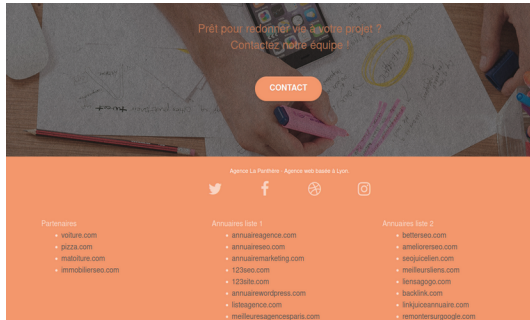 Prêt pour redonner vie à votre projet ?
Contactez notre équipe !
CONTACT
Agence La Panthère - Agence web basée à Lyon
Partenaires
voiture.com
pizza.com
matoiture.com
immobilierseo.com
Annuaires liste 1
annuaireagence.com
annuaireseo.com
annuairemarketing.com
123seo.com
123site.com
annuairewordpress.com
listeagence.com
meilleuresagencesparis.com
Annuaires liste 2
betterseo.com
ameliorerseo.com
seojuicelien.com
meilleurliens.com
liensagogo.com
backlink.com
linkjuiceannuaire.com
remontersurgoogle.com